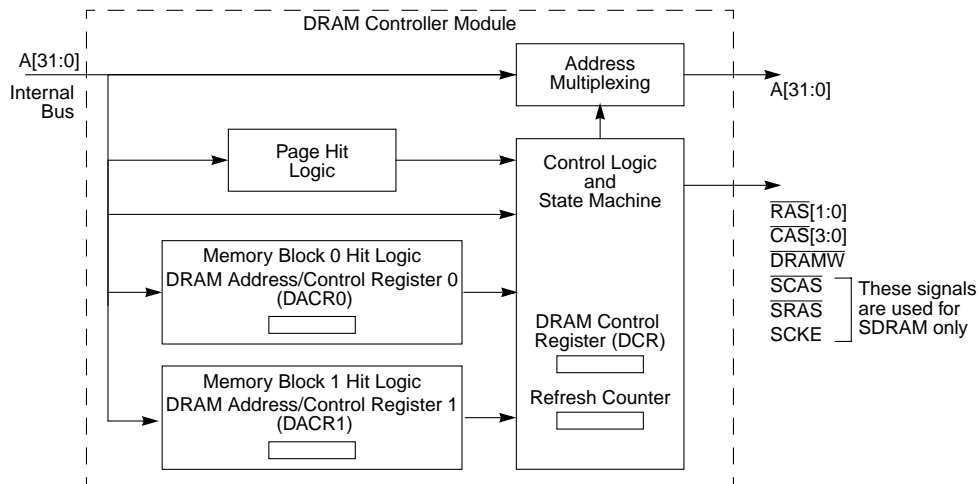 DRAM Controller Module
A[31:0]
Internal
Bus
Address
Multiplexing
A[31:0]
Page Hit
Logic
Control Logic
and
State Machine
RAS[1:0]
CAS[3:0]
DRAMW
SCAS
SRAS
SCKE
These signals
are used for
SDRAM only
Memory Block 0 Hit Logic
DRAM Address/Control Register 0
(DACR0)
DRAM Control
Register (DCR)
Refresh Counter
Memory Block 1 Hit Logic
DRAM Address/Control Register 1
(DACR1)